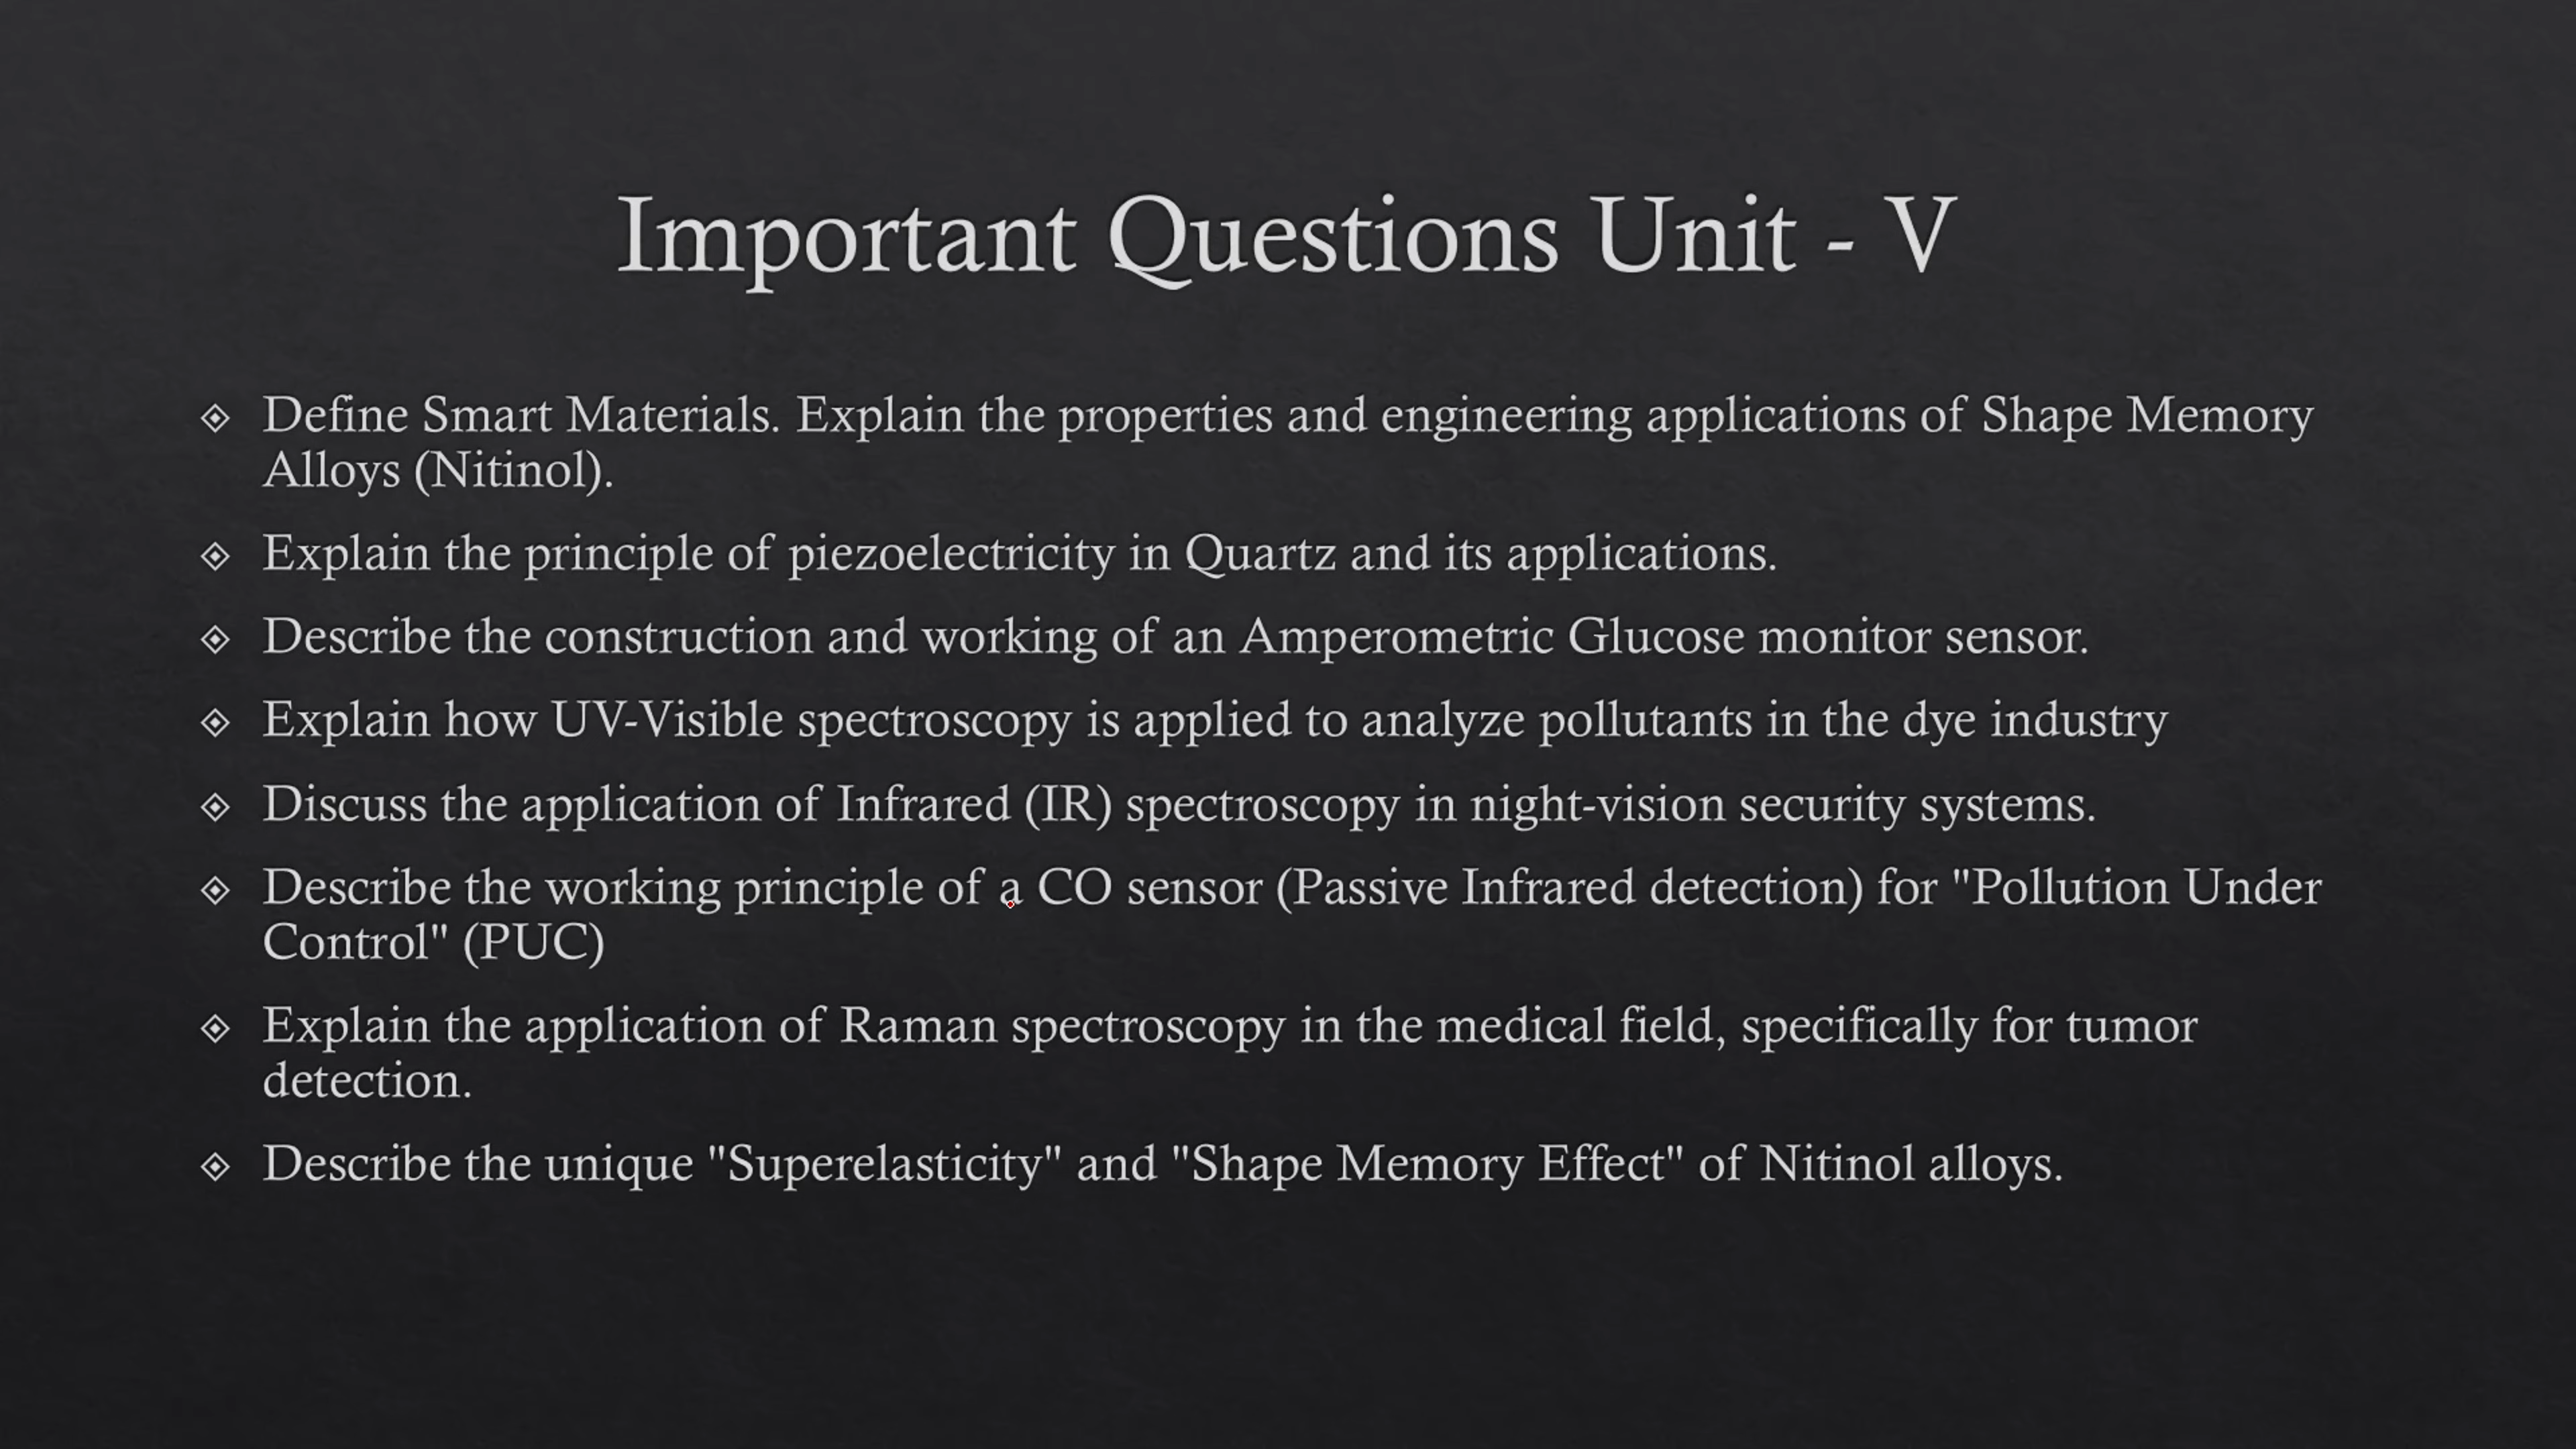 Important Questions Unit - V
Define Smart Materials. Explain the properties and engineering applications of Shape Memory
Alloys (Nitinol).
Explain the principle of piezoelectricity in Quartz and its applications.
Describe the construction and working of an Amperometric Glucose monitor sensor.
Explain how UV-Visible spectroscopy is applied to analyze pollutants in the dye industry
Discuss the application of Infrared (IR) spectroscopy in night-vision security systems.
Describe the working principle of a CO sensor (Passive Infrared detection) for "Pollution Under
Control" (PUC)
Explain the application of Raman spectroscopy in the medical field, specifically for tumor
detection.
Describe the unique "Superelasticity" and "Shape Memory Effect" of Nitinol alloys.